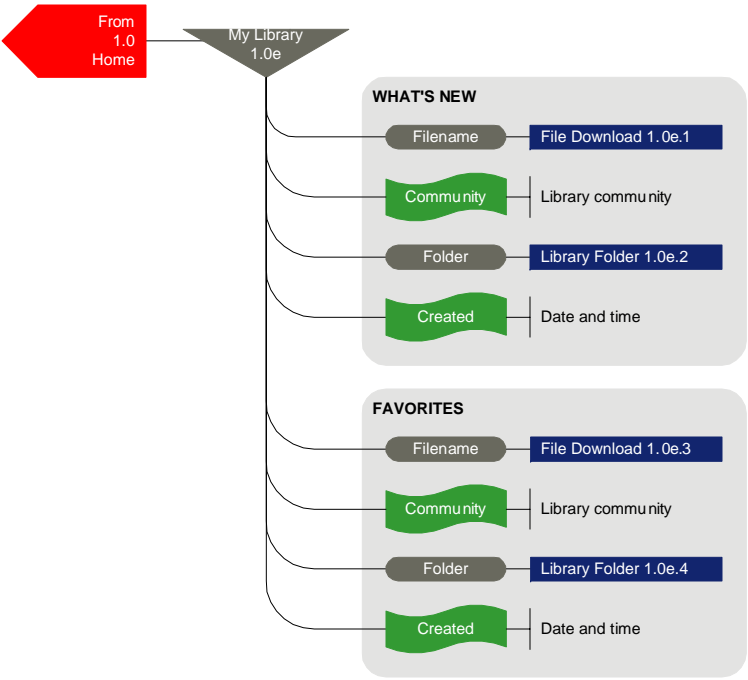 From
1.0
Home
My Library
1.0e
WHAT'S NEW
Filename
File Download 1.0e.1
Community
Library community
Folder
Library Folder 1.0e.2
Created
Date and time
FAVORITES
Filename
File Download 1.0e.3
Community
Library community
Folder
Library Folder 1.0e.4
Created
Date and time